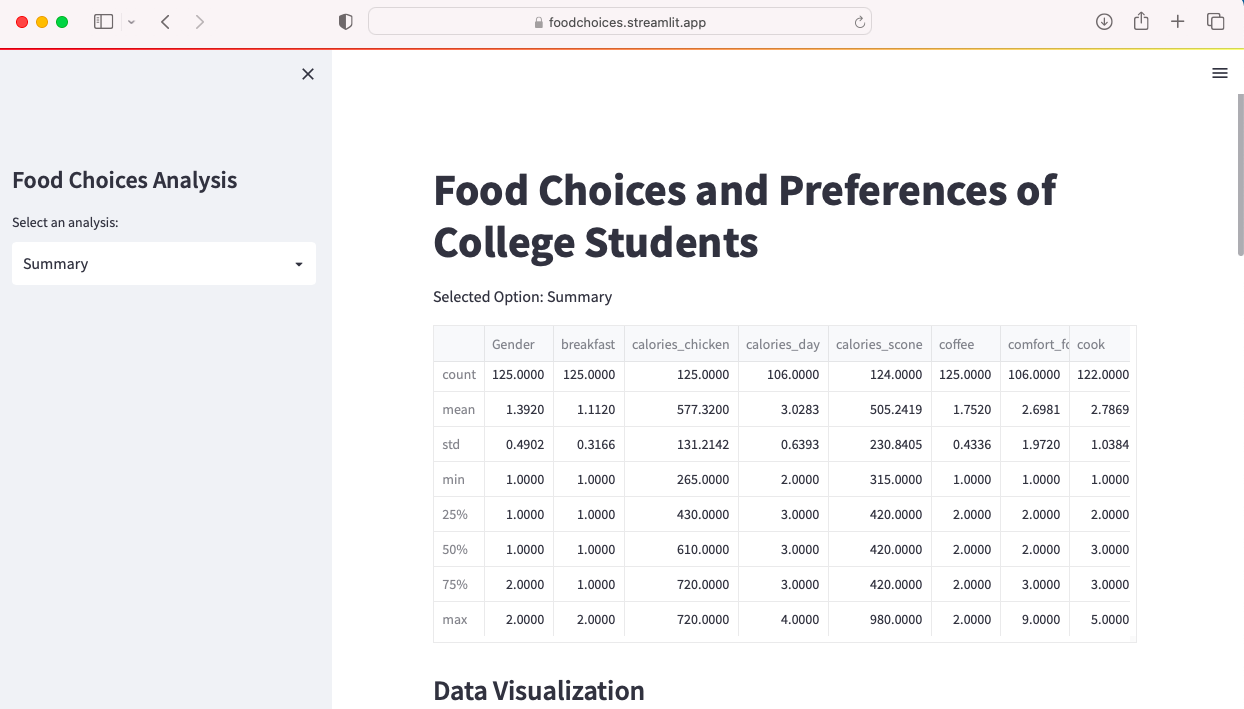 foodchoices.streamlit.app
Food Choices Analysis
Select an analysis:
Summary
Food Choices and Preferences of
College Students
Selected Option: Summary
Gender breakfast calories_chicken calories_day calories_scone coffee comfort_fo cook
count 125.0000 125.0000 125.0000 106.0000 124.0000 125.0000 106.0000 122.0000
mean 1.3920 1.1120 577.3200 3.0283 505.2419 1.7520 2.6981 2.7869
std 0.4902 0.3166 131.2142 0.6393 230.8405 0.4336 1.9720 1.0384
min 1.0000 1.0000 265.0000 2.0000 315.0000 1.0000 1.0000 1.0000
25% 1.0000 1.0000 430.0000 3.0000 420.0000 2.0000 2.0000 2.0000
50% 1.0000 1.0000 610.0000 3.0000 420.0000 2.0000 2.0000 3.0000
75% 2.0000 1.0000 720.0000 3.0000 420.0000 2.0000 3.0000 3.0000
max 2.0000 2.0000 720.0000 4.0000 980.0000 2.0000 9.0000 5.0000
Data Visualization